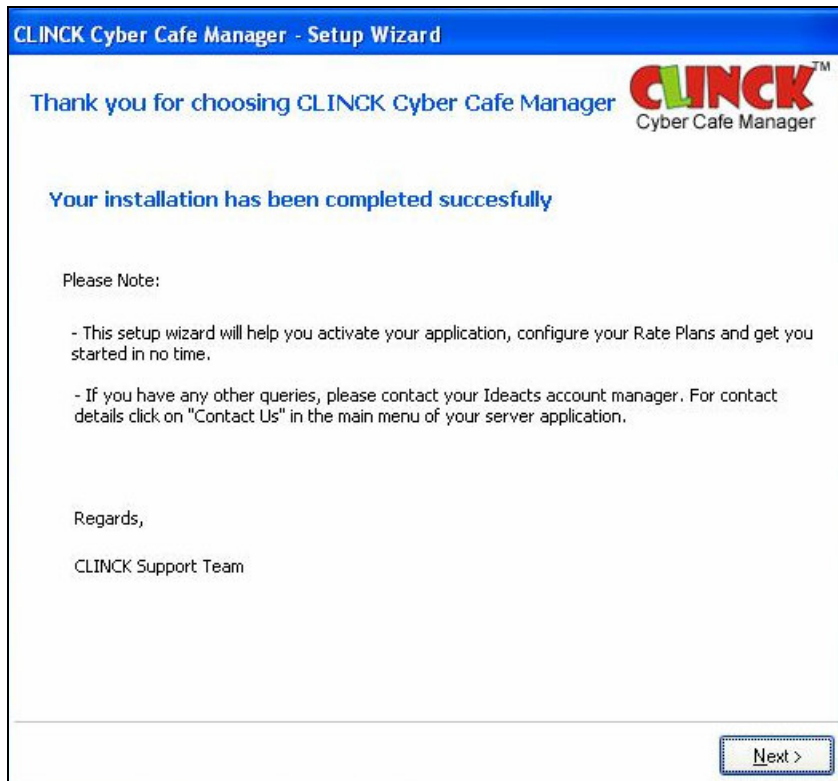 CLINCK Cyber Cafe Manager - Setup Wizard
Thank you for choosing CLINCK Cyber Cafe Manager
CLINCK™
Cyber Cafe Manager
Your installation has been completed succesfully
Please Note:
- This setup wizard will help you activate your application, configure your Rate Plans and get you
started in no time.
- If you have any other queries, please contact your Ideacts account manager. For contact
details click on "Contact Us" in the main menu of your server application.
Regards,
CLINCK Support Team
Next >